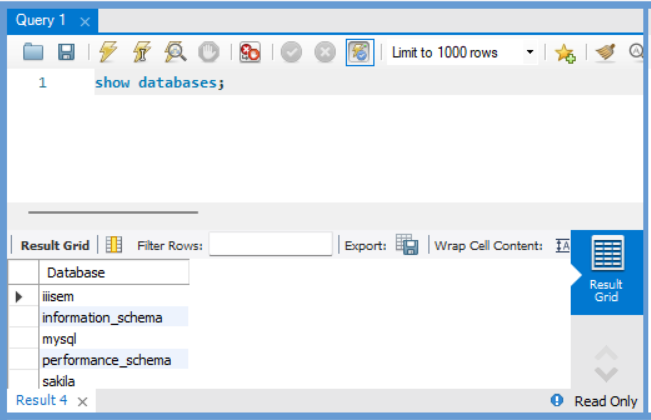 Query 1
Limit to 1000 rows
1 show databases;
Result Grid Filter Rows: Export: Wrap Cell Content: IA
Result Grid
Database
iiisem
information_schema
mysql
performance_schema
sakila
Result 4 Read Only